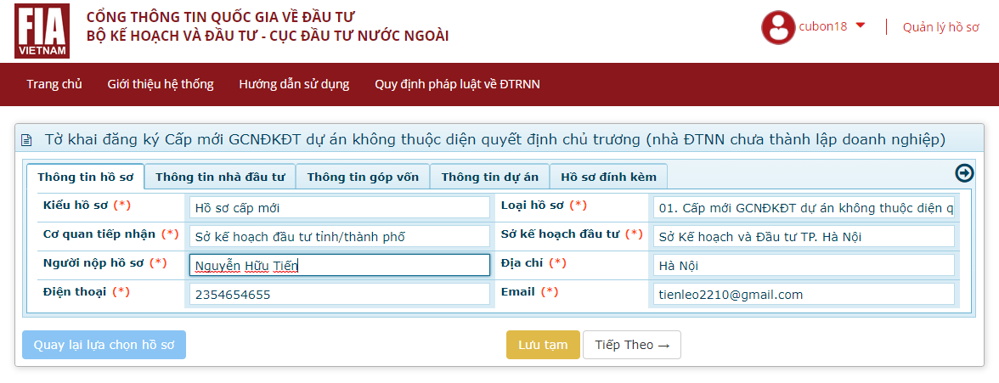 FIA
VIETNAM
CỔNG THÔNG TIN QUỐC GIA VỀ ĐẦU TƯ
BỘ KẾ HOẠCH VÀ ĐẦU TƯ - CỤC ĐẦU TƯ NƯỚC NGOÀI
cubon18
Quản lý hồ sơ
Trang chủ Giới thiệu hệ thống Hướng dẫn sử dụng Quy định pháp luật về ĐTRNN
Tờ khai đăng ký Cấp mới GCNĐKĐT dự án không thuộc diện quyết định chủ trương (nhà ĐTNN chưa thành lập doanh nghiệp)
Thông tin hồ sơ Thông tin nhà đầu tư Thông tin góp vốn Thông tin dự án Hồ sơ đính kèm
Kiểu hồ sơ (*) Hồ sơ cấp mới Loại hồ sơ (*) 01. Cấp mới GCNĐKĐT dự án không thuộc diện q
Cơ quan tiếp nhận (*) Sở kế hoạch đầu tư tỉnh/thành phố Sở kế hoạch đầu tư (*) Sở Kế hoạch và Đầu tư TP. Hà Nội
Người nộp hồ sơ (*) Nguyễn Hữu Tiến Địa chỉ (*) Hà Nội
Điện thoại (*) 2354654655 Email (*) tienleo2210@gmail.com
Quay lại lựa chọn hồ sơ Lưu tạm Tiếp Theo →